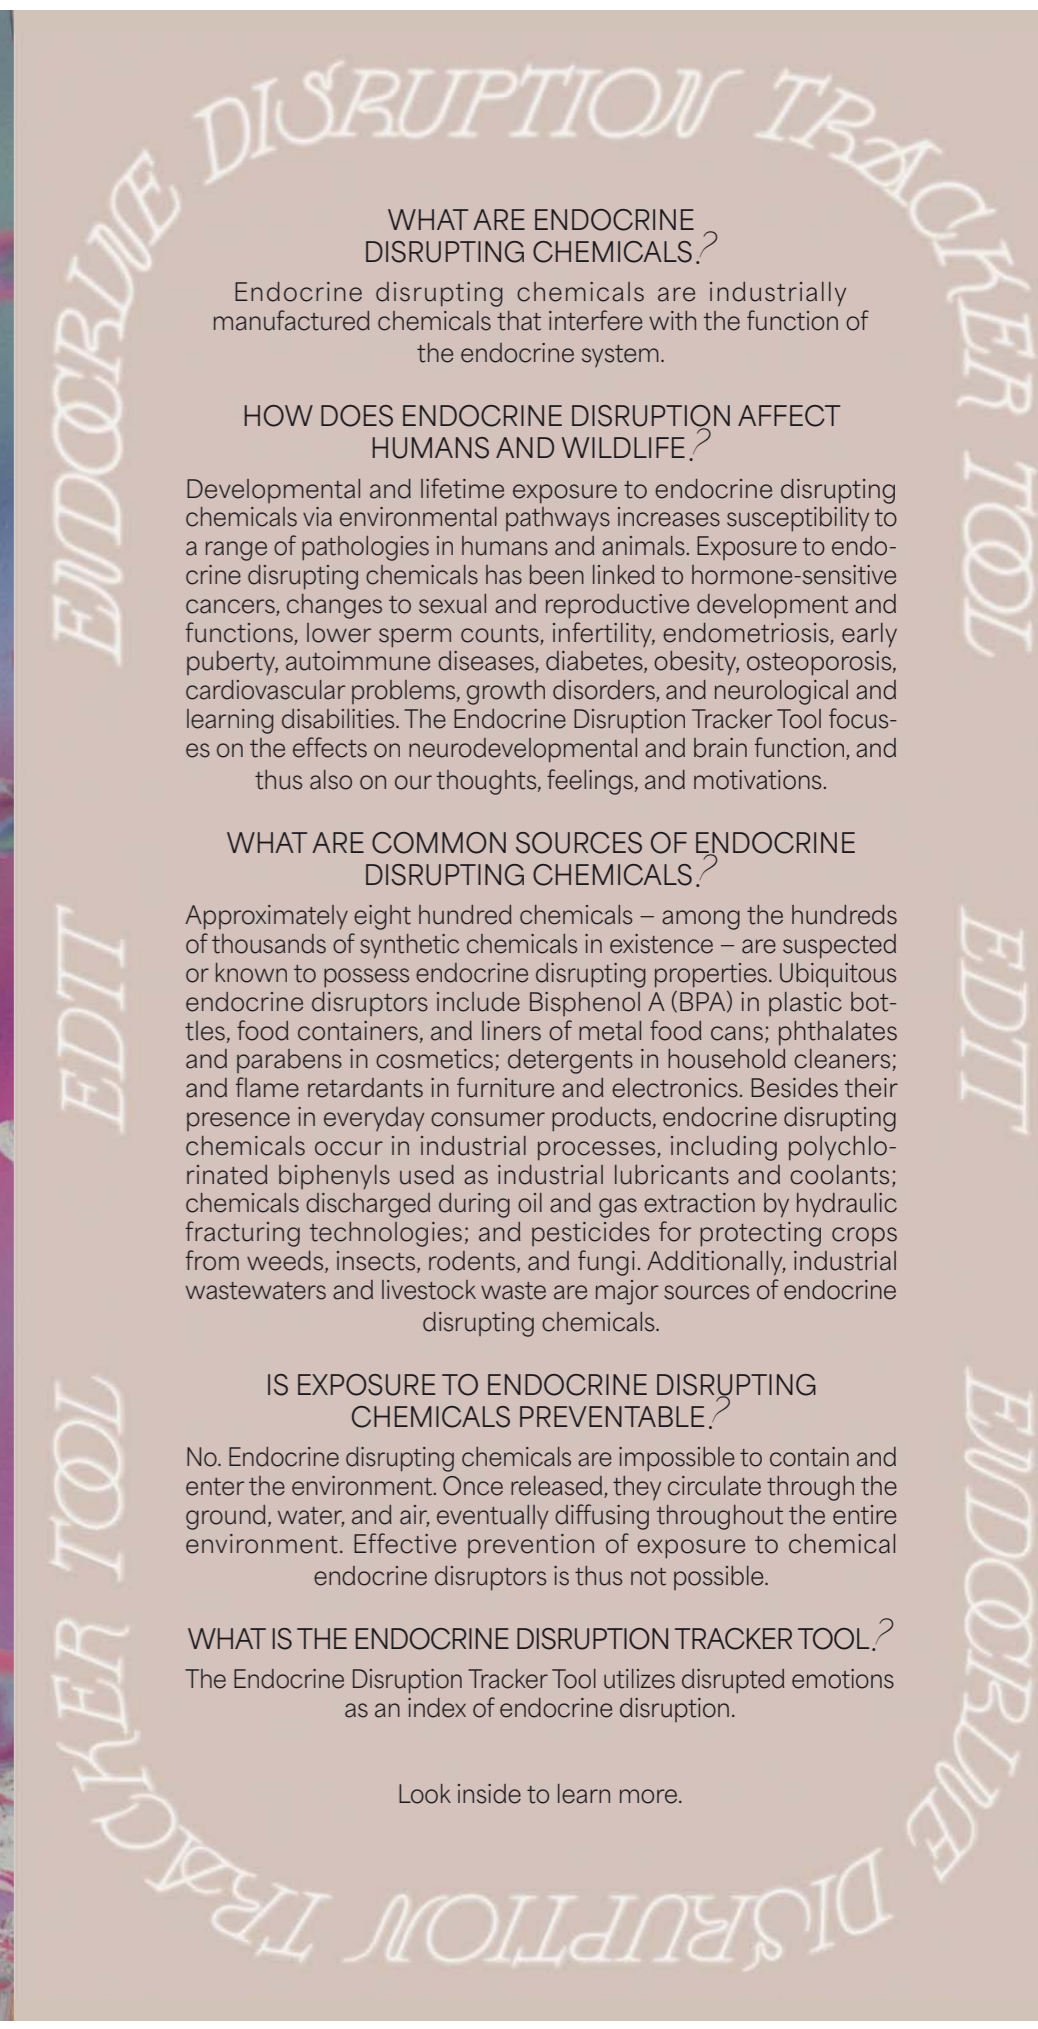 ENDOCRINE DISRUPTION TRACKER TOOL
WHAT ARE ENDOCRINE
DISRUPTING CHEMICALS?
Endocrine disrupting chemicals are industrially
manufactured chemicals that interfere with the function of
the endocrine system.
HOW DOES ENDOCRINE DISRUPTION AFFECT
HUMANS AND WILDLIFE?
Developmental and lifetime exposure to endocrine disrupting
chemicals via environmental pathways increases susceptibility to
a range of pathologies in humans and animals. Exposure to endo-
crine disrupting chemicals has been linked to hormone-sensitive
cancers, changes to sexual and reproductive development and
functions, lower sperm counts, infertility, endometriosis, early
puberty, autoimmune diseases, diabetes, obesity, osteoporosis,
cardiovascular problems, growth disorders, and neurological and
learning disabilities. The Endocrine Disruption Tracker Tool focus-
es on the effects on neurodevelopmental and brain function, and
thus also on our thoughts, feelings, and motivations.
WHAT ARE COMMON SOURCES OF ENDOCRINE
DISRUPTING CHEMICALS?
Approximately eight hundred chemicals – among the hundreds
of thousands of synthetic chemicals in existence – are suspected
or known to possess endocrine disrupting properties. Ubiquitous
endocrine disruptors include Bisphenol A (BPA) in plastic bot-
tles, food containers, and liners of metal food cans; phthalates
and parabens in cosmetics; detergents in household cleaners;
and flame retardants in furniture and electronics. Besides their
presence in everyday consumer products, endocrine disrupting
chemicals occur in industrial processes, including polychlo-
rinated biphenyls used as industrial lubricants and coolants;
chemicals discharged during oil and gas extraction by hydraulic
fracturing technologies; and pesticides for protecting crops
from weeds, insects, rodents, and fungi. Additionally, industrial
wastewaters and livestock waste are major sources of endocrine
disrupting chemicals.
IS EXPOSURE TO ENDOCRINE DISRUPTING
CHEMICALS PREVENTABLE?
No. Endocrine disrupting chemicals are impossible to contain and
enter the environment. Once released, they circulate through the
ground, water, and air, eventually diffusing throughout the entire
environment. Effective prevention of exposure to chemical
endocrine disruptors is thus not possible.
WHAT IS THE ENDOCRINE DISRUPTION TRACKER TOOL?
The Endocrine Disruption Tracker Tool utilizes disrupted emotions
as an index of endocrine disruption.
Look inside to learn more.
EDTT
ENDOCRINE DISRUPTION TRACKER TOOL
EDTT